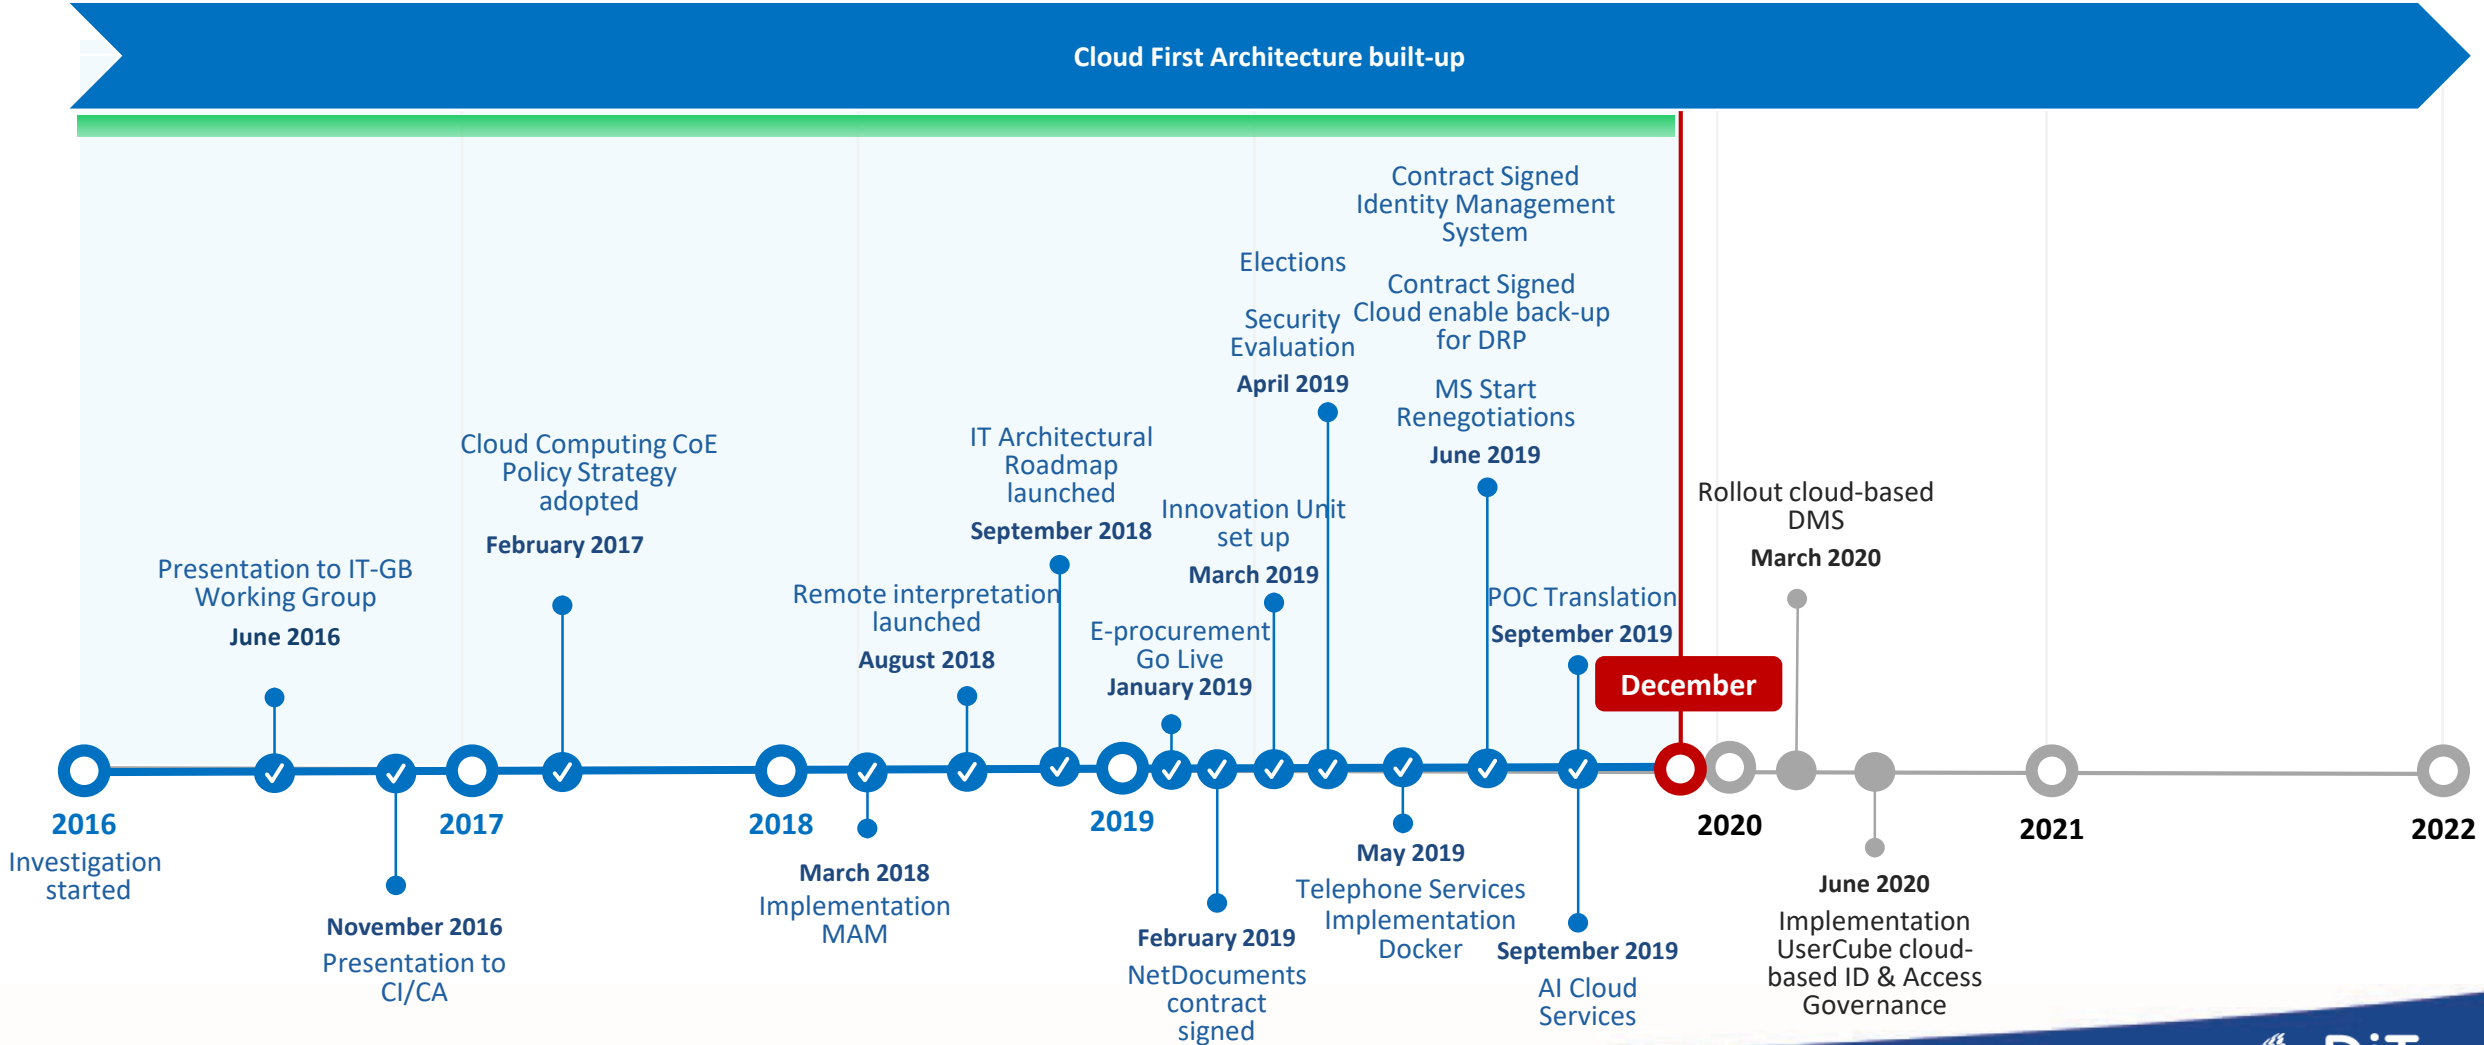 Cloud First Architecture built-up
Contract Signed
Identity Management
System
Elections
Contract Signed
Cloud enable back-up
for DRP
Security
Evaluation
April 2019
MS Start
Renegotiations
June 2019
Cloud Computing CoE
Policy Strategy
adopted
February 2017
IT Architectural
Roadmap
launched
September 2018
Innovation Unit
set up
March 2019
Rollout cloud-based
DMS
March 2020
Presentation to IT-GB
Working Group
June 2016
Remote interpretation
launched
August 2018
E-procurement
Go Live
January 2019
POC Translation
September 2019
December
2016
Investigation
started
2017
2018
2019
2020
2021
2022
November 2016
Presentation to
CI/CA
March 2018
Implementation
MAM
February 2019
NetDocuments
contract
signed
May 2019
Telephone Services
Implementation
Docker
September 2019
AI Cloud
Services
June 2020
Implementation
UserCube cloud-
based ID & Access
Governance
DiT